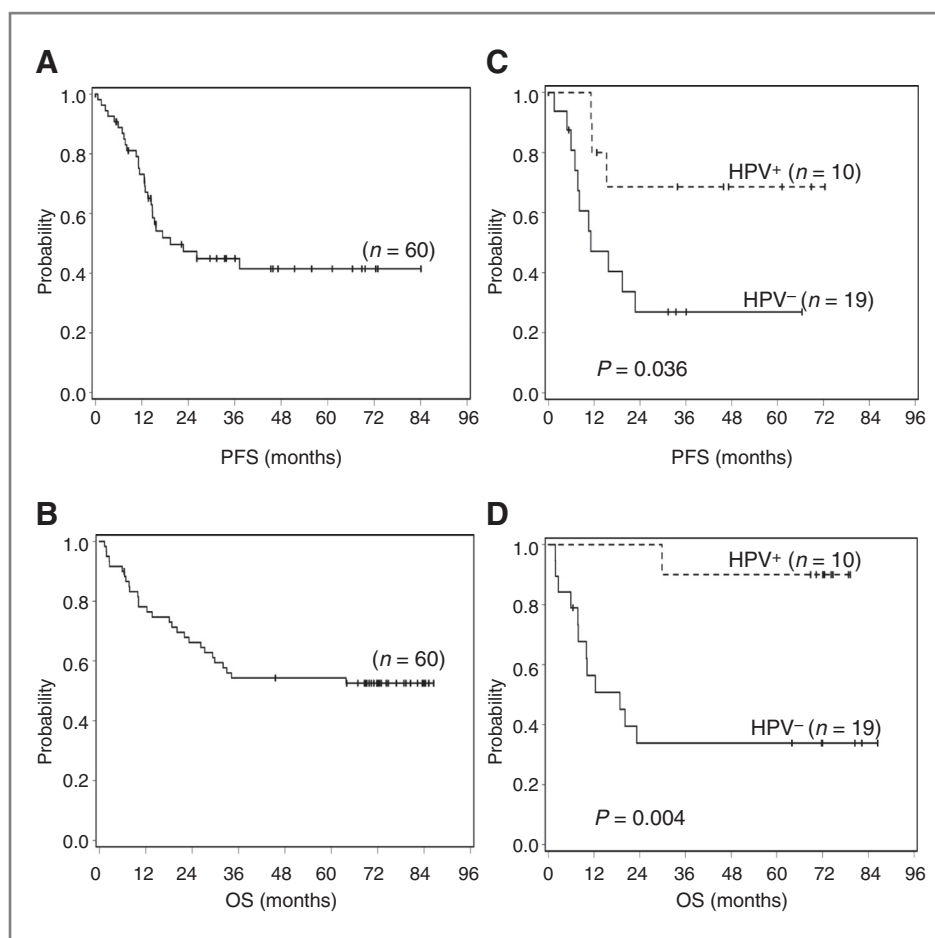 A
1.0
0.8
0.6
0.4
0.2
0.0
Probability
(n = 60)
0 12 24 36 48 60 72 84 96
PFS (months)
C
1.0
0.8
0.6
0.4
0.2
0.0
Probability
HPV+ (n = 10)
HPV− (n = 19)
P = 0.036
0 12 24 36 48 60 72 84 96
PFS (months)
B
1.0
0.8
0.6
0.4
0.2
0.0
Probability
(n = 60)
0 12 24 36 48 60 72 84 96
OS (months)
D
1.0
0.8
0.6
0.4
0.2
0.0
Probability
HPV+ (n = 10)
HPV− (n = 19)
P = 0.004
0 12 24 36 48 60 72 84 96
OS (months)